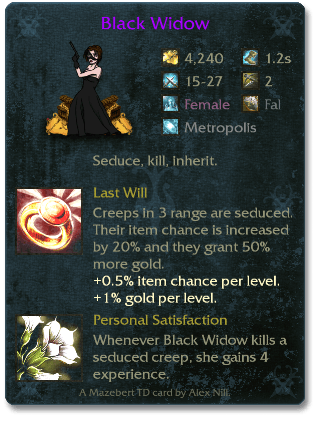 Black Widow
4,240 1.2s
15-27 2
Female Fal
Metropolis
Seduce, kill, inherit.
Last Will
Creeps in 3 range are seduced.
Their item chance is increased
by 20% and they grant 50%
more gold.
+0.5% item chance per level.
+1% gold per level.
Personal Satisfaction
Whenever Black Widow kills a
seduced creep, she gains 4
experience.
A Mazebert TD card by Alex Nill.